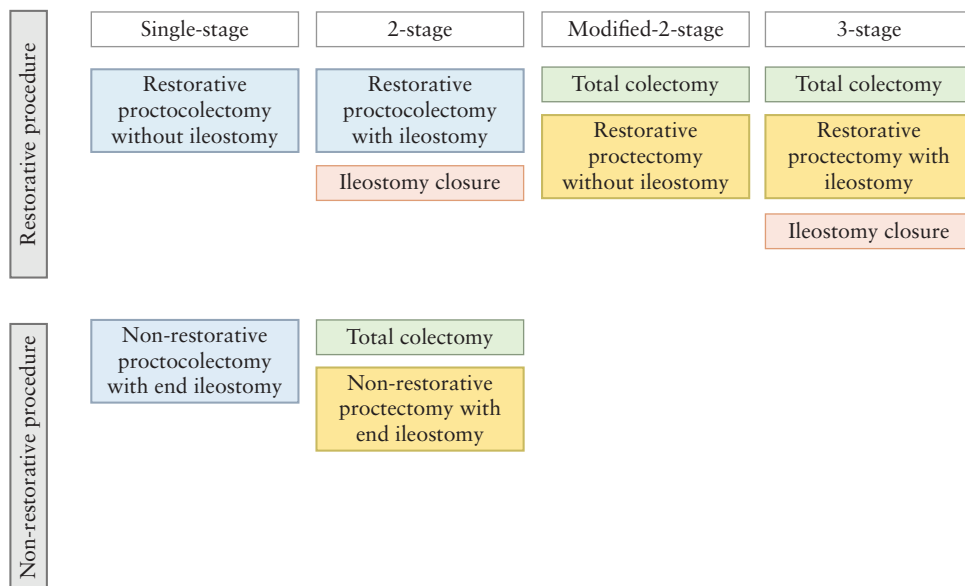 Single-stage
2-stage
Modified-2-stage
3-stage
Restorative procedure
Restorative
proctocolectomy
without ileostomy
Restorative
proctocolectomy
with ileostomy
Ileostomy closure
Total colectomy
Restorative
proctectomy
without ileostomy
Total colectomy
Restorative
proctectomy with
ileostomy
Ileostomy closure
Non-restorative procedure
Non-restorative
proctocolectomy
with end ileostomy
Total colectomy
Non-restorative
proctectomy with
end ileostomy